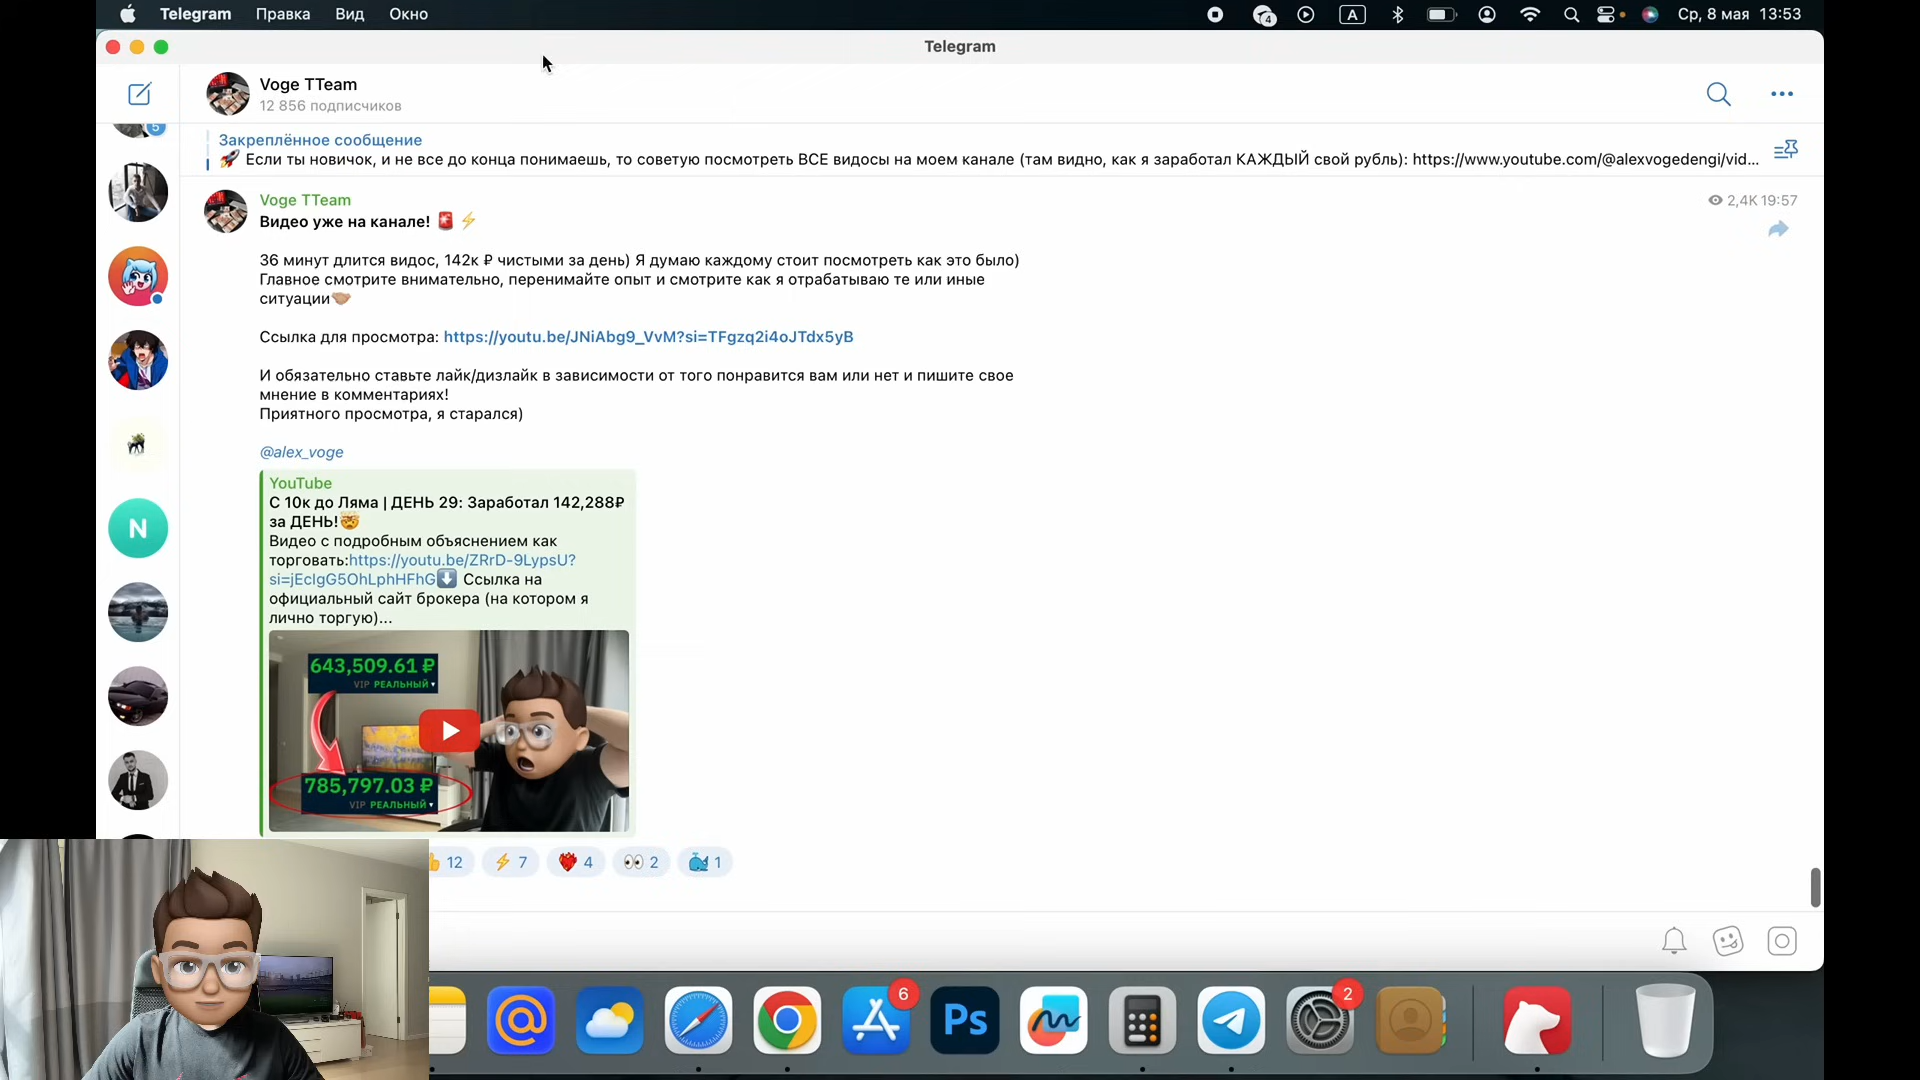 Telegram Правка Вид Окно
4
A
Ср, 8 мая 13:53
Telegram
Voge TTeam
12 856 подписчиков
5
Закреплённое сообщение
🚀 Если ты новичок, и не все до конца понимаешь, то советую посмотреть ВСЕ видосы на моем канале (там видно, как я заработал КАЖДЫЙ свой рубль): https://www.youtube.com/@alexvogedengi/vid...
Voge TTeam
2,4K 19:57
Видео уже на канале! 🚨⚡
36 минут длится видос, 142к ₽ чистыми за день) Я думаю каждому стоит посмотреть как это было)
Главное смотрите внимательно, перенимайте опыт и смотрите как я отрабатываю те или иные
ситуации🤝
Ссылка для просмотра: https://youtu.be/JNiAbg9_VvM?si=TFgzq2i4oJTdx5yB
И обязательно ставьте лайк/дизлайк в зависимости от того понравится вам или нет и пишите свое
мнение в комментариях!
Приятного просмотра, я старался)
@alex_voge
YouTube
С 10к до Ляма | ДЕНЬ 29: Заработал 142,288₽
за ДЕНЬ!🤯
Видео с подробным объяснением как
торговать:https://youtu.be/ZRrD-9LypsU?
si=jEclgG5OhLphHFhG⬇️ Ссылка на
официальный сайт брокера (на котором я
лично торгую)...
643,509.61 ₽
VIP РЕАЛЬНЫЙ
785,797.03 ₽
VIP РЕАЛЬНЫЙ
N
12 7 4 2 1
6
Ps
2